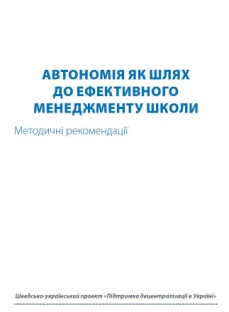 АВТОНОМІЯ ЯК ШЛЯХ
ДО ЕФЕКТИВНОГО
МЕНЕДЖМЕНТУ ШКОЛИ
Методичні рекомендації
Шведсько-український проект «Підтримка децентралізації в Україні»